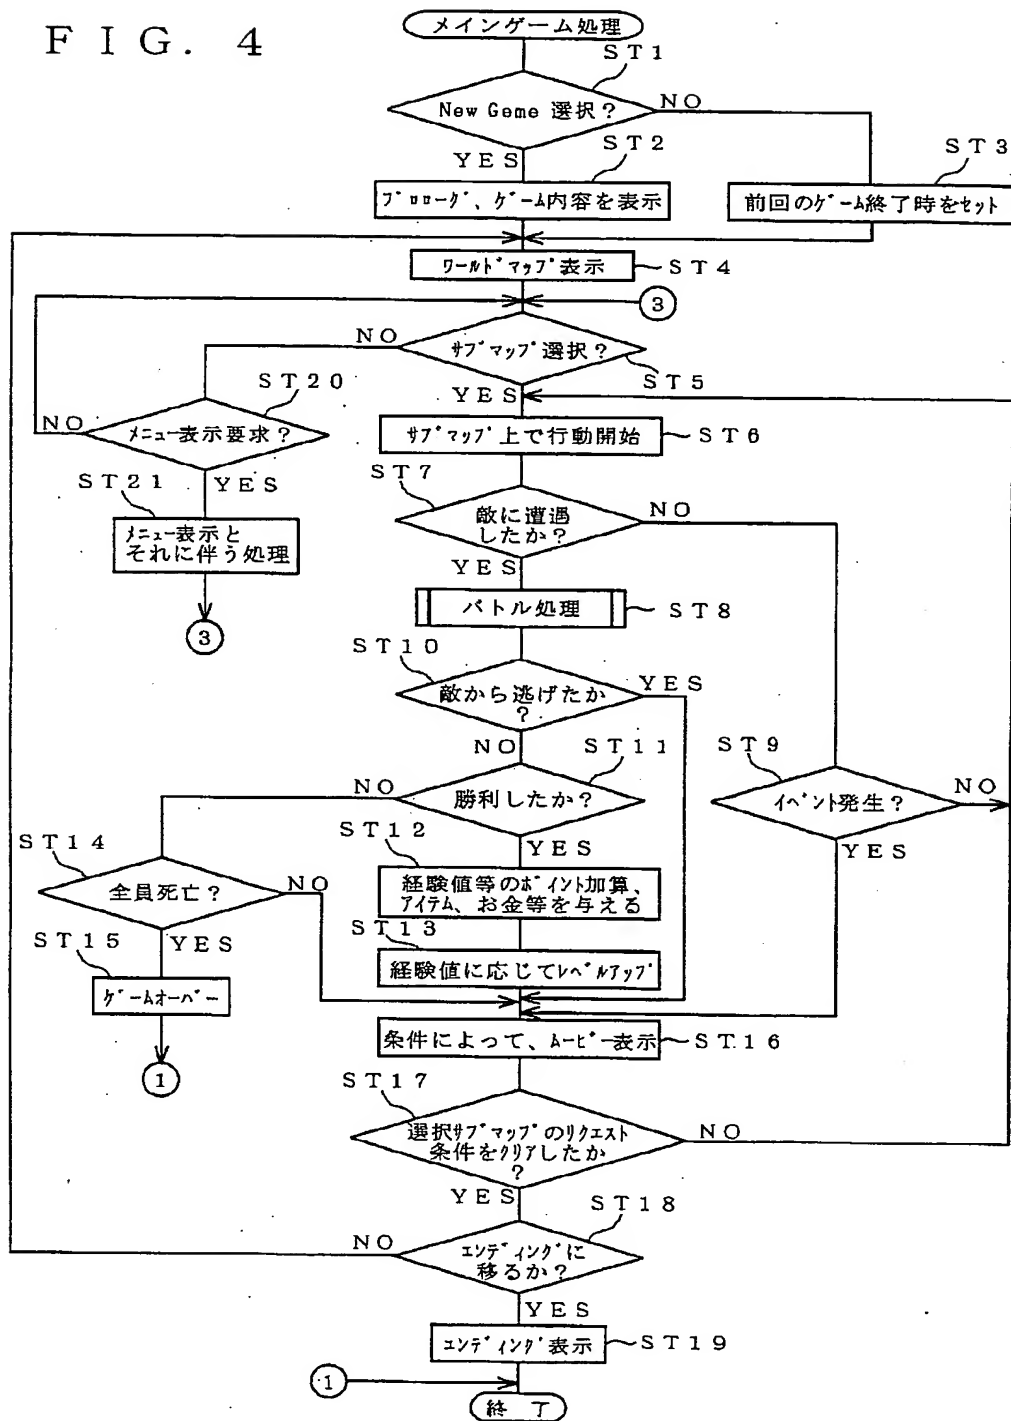 FIG. 4
メインゲーム処理
ST1
New Geme 選択？
NO
YES
ST2
ST3
プロローグ、ゲーム内容を表示
前回のゲーム終了時をセット
ワールドマップ表示
ST4
3
NO
サブマップ選択？
ST5
YES
ST20
NO
メニュー表示要求？
サブマップ上で行動開始
ST6
ST21
YES
ST7
メニュー表示と
それに伴う処理
敵に遭遇
したか？
NO
YES
3
バトル処理
ST8
ST10
敵から逃げたか
？
YES
NO
ST11
ST9
NO
勝利したか？
イベント発生？
NO
ST12
YES
YES
ST14
全員死亡？
NO
経験値等のポイント加算、
アイテム、お金等を与える
ST15
YES
ST13
ゲームオーバー
経験値に応じてレベルアップ
条件によって、ムービー表示
ST16
1
ST17
選択サブマップのリクエスト
条件をクリアしたか
？
NO
YES
ST18
NO
エンディングに
移るか？
YES
エンディング表示
ST19
1
終了